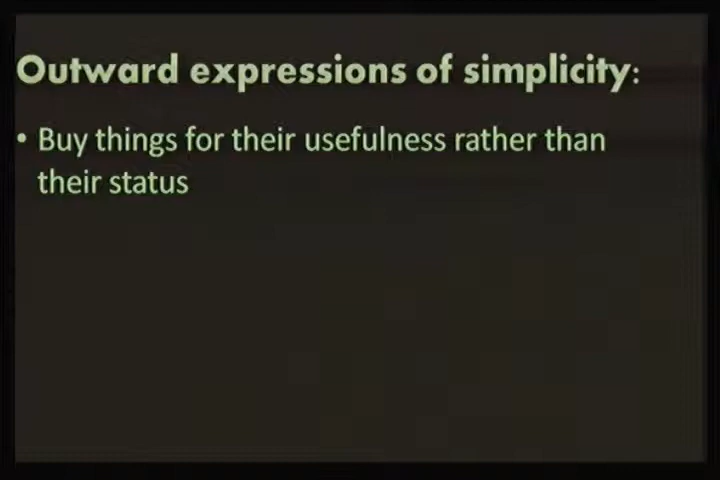 Outward expressions of simplicity:
• Buy things for their usefulness rather than
their status